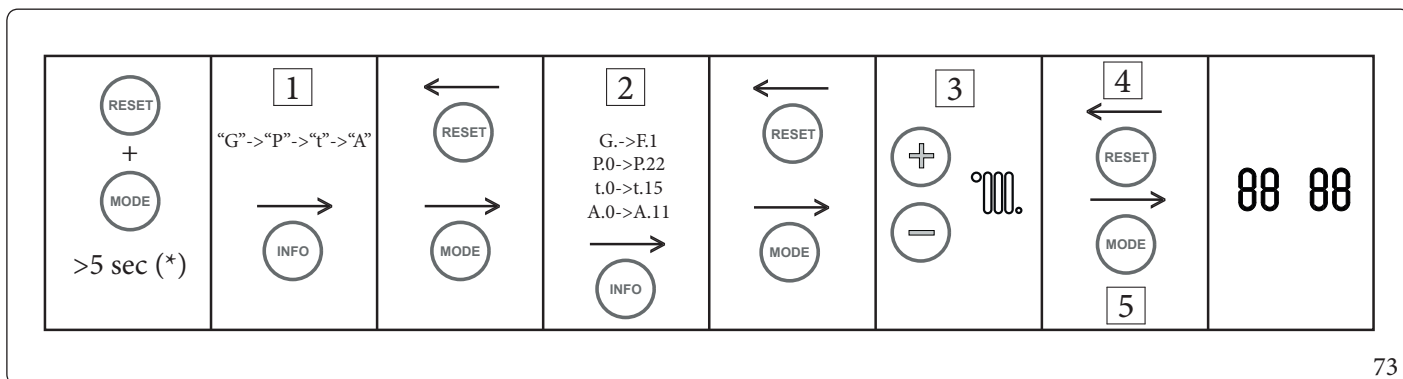 RESET
+
MODE
>5 sec (*)
1
“G”->“P”->“t”->“A”
INFO
RESET
MODE
2
G.->F.1
P.0->P.22
t.0->t.15
A.0->A.11
INFO
RESET
MODE
3
+
−
4
RESET
MODE
5
88 88
73